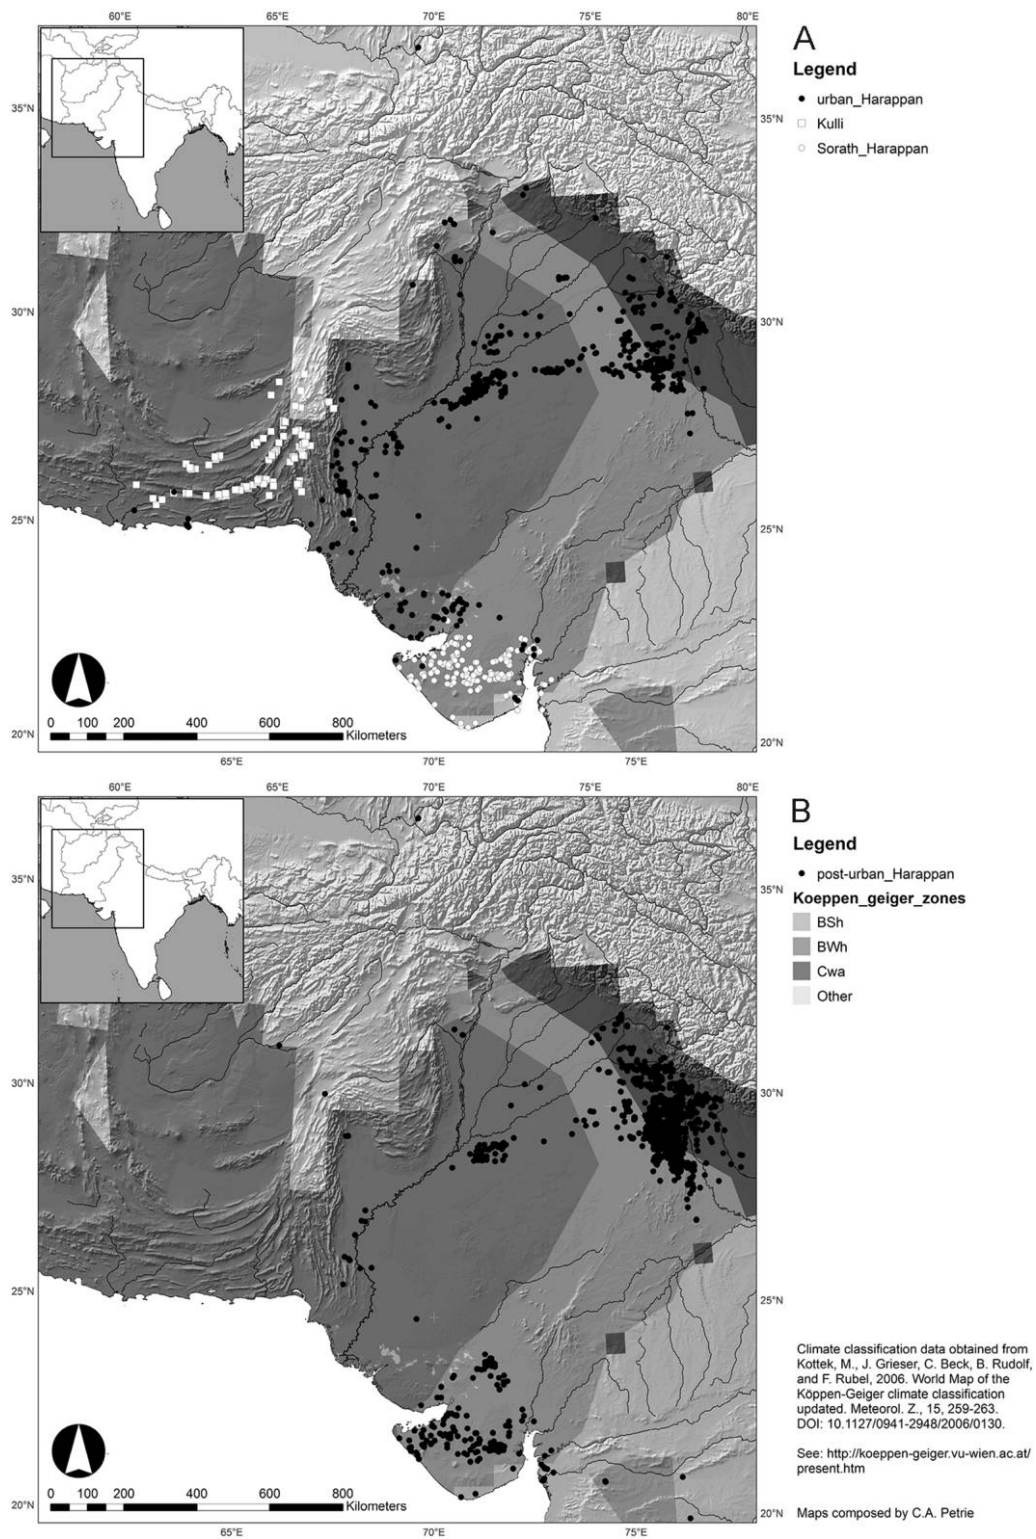 60°E 70°E 75°E 80°E
A
Legend
urban_Harappan
Kulli
Sorath_Harappan
35°N 35°N
30°N 30°N
25°N 25°N
20°N 20°N
0 50 100 200 400 600 800
Kilometers
65°E 70°E 75°E
60°E 70°E 75°E 80°E
B
Legend
post-urban_Harappan
Koeppen_geiger_zones
BSh
BWh
Cwa
Other
35°N 35°N
30°N 30°N
25°N 25°N
20°N 20°N
0 50 100 200 400 600 800
Kilometers
65°E 70°E 75°E
Climate classification data obtained from
Kottek, M., J. Grieser, C. Beck, B. Rudolf,
and F. Rubel, 2006. World Map of the
Köppen-Geiger climate classification
updated. Meteorol. Z., 15, 259-263.
DOI: 10.1127/0941-2948/2006/0130.
See: http://koeppen-geiger.vu-wien.ac.at/
present.htm
Maps composed by C.A. Petrie